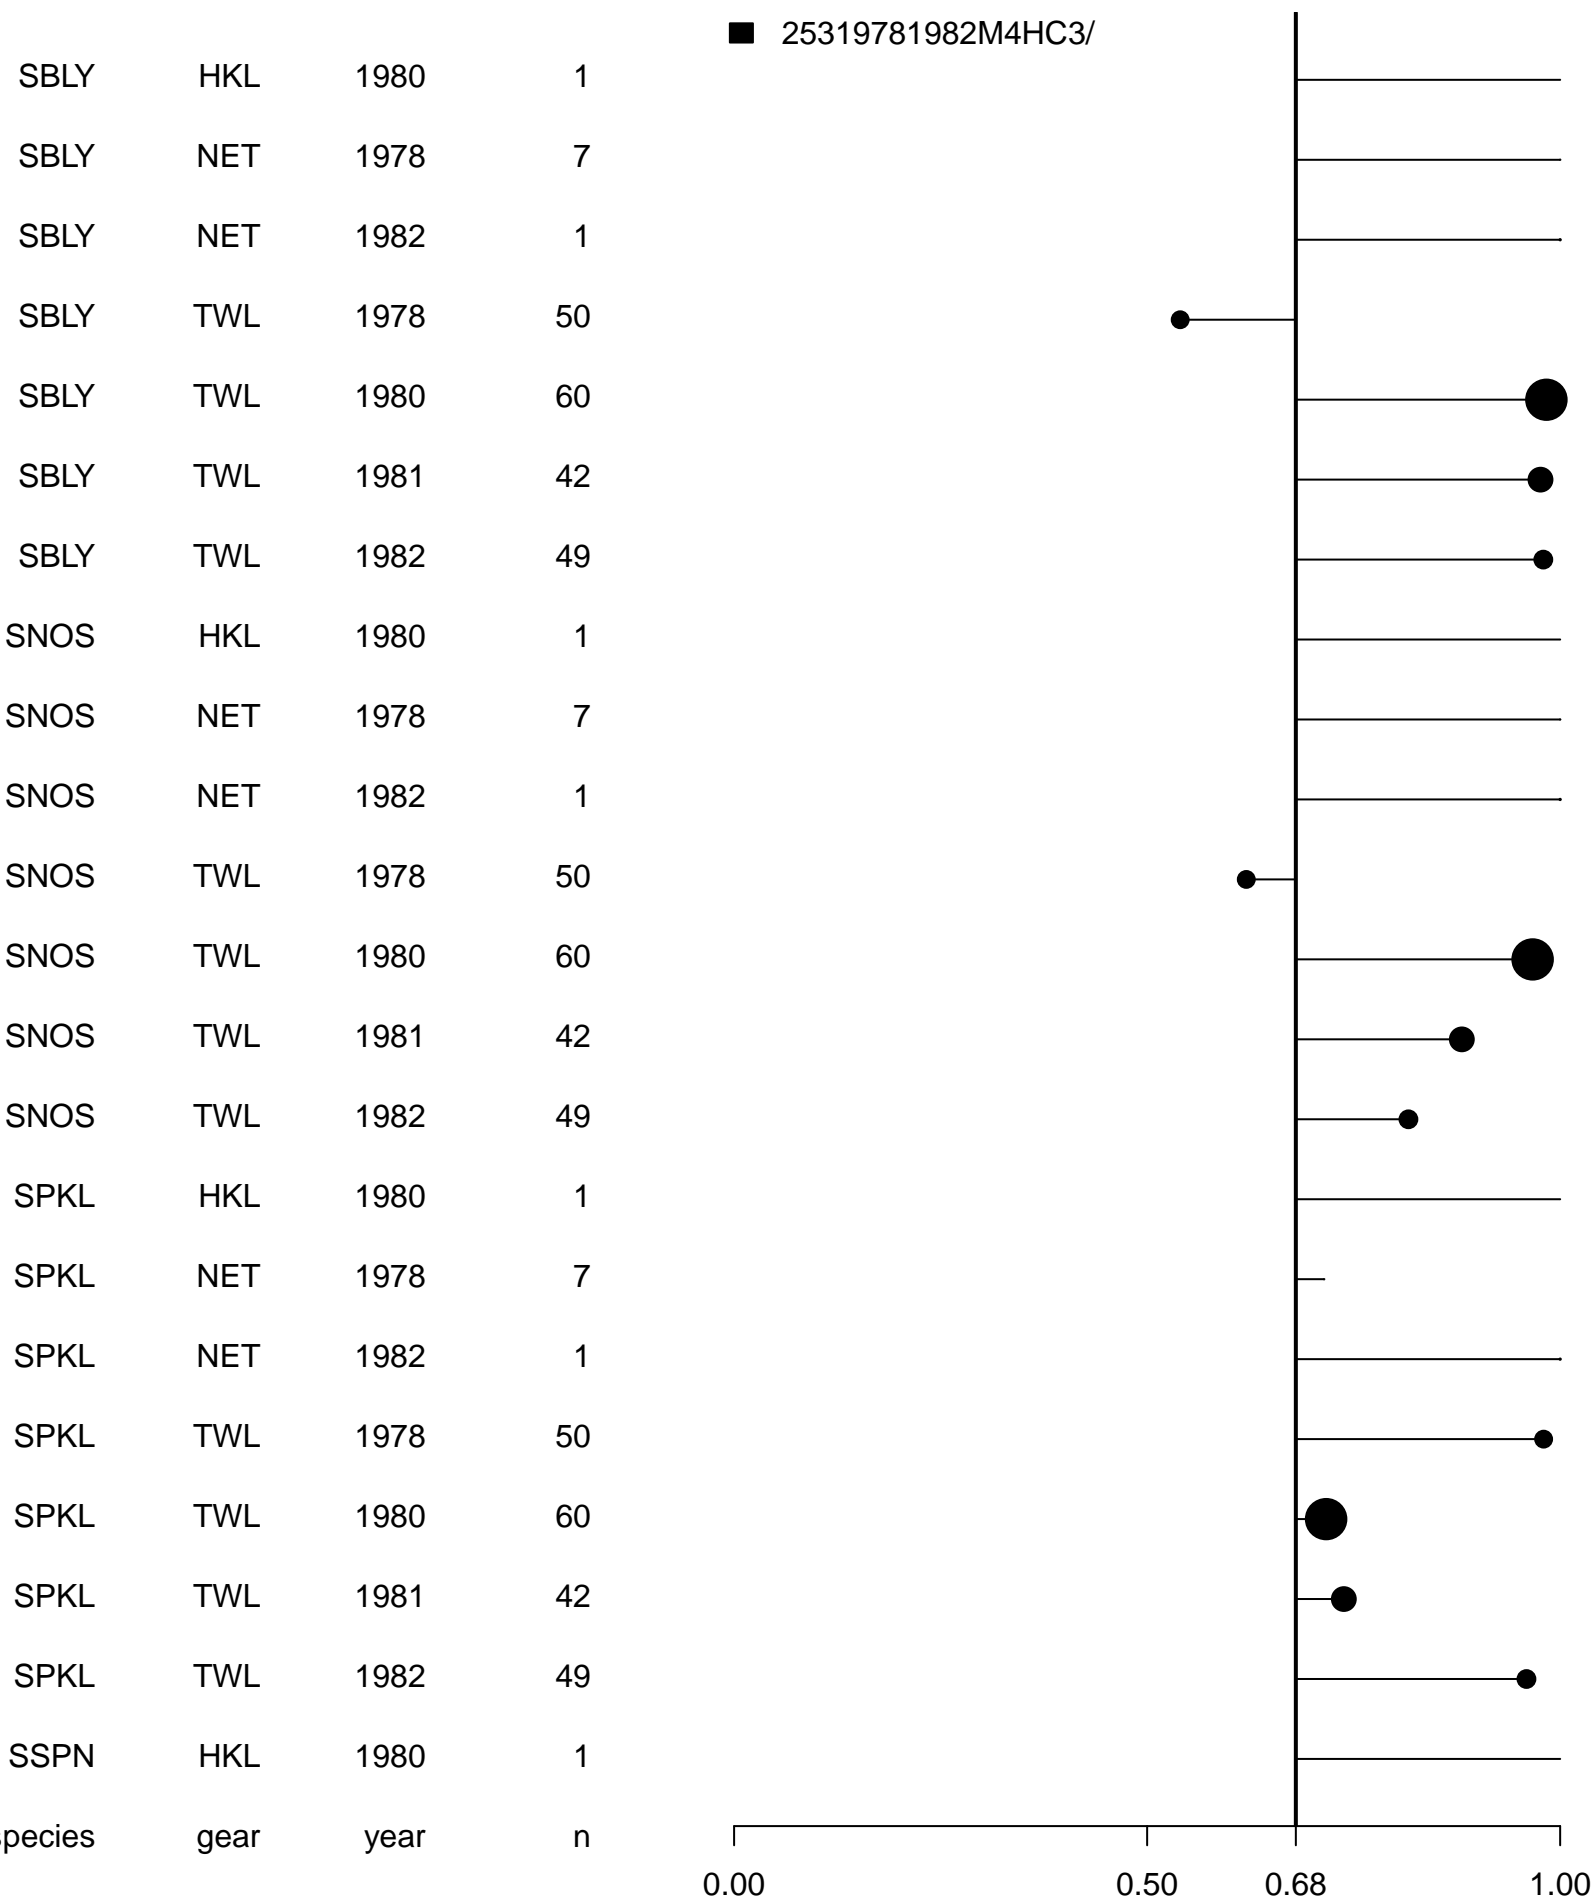 25319781982M4HC3/
SBLY HKL 1980 1
SBLY NET 1978 7
SBLY NET 1982 1
SBLY TWL 1978 50
SBLY TWL 1980 60
SBLY TWL 1981 42
SBLY TWL 1982 49
SNOS HKL 1980 1
SNOS NET 1978 7
SNOS NET 1982 1
SNOS TWL 1978 50
SNOS TWL 1980 60
SNOS TWL 1981 42
SNOS TWL 1982 49
SPKL HKL 1980 1
SPKL NET 1978 7
SPKL NET 1982 1
SPKL TWL 1978 50
SPKL TWL 1980 60
SPKL TWL 1981 42
SPKL TWL 1982 49
SSPN HKL 1980 1
species gear year n
0.00 0.50 0.68 1.00